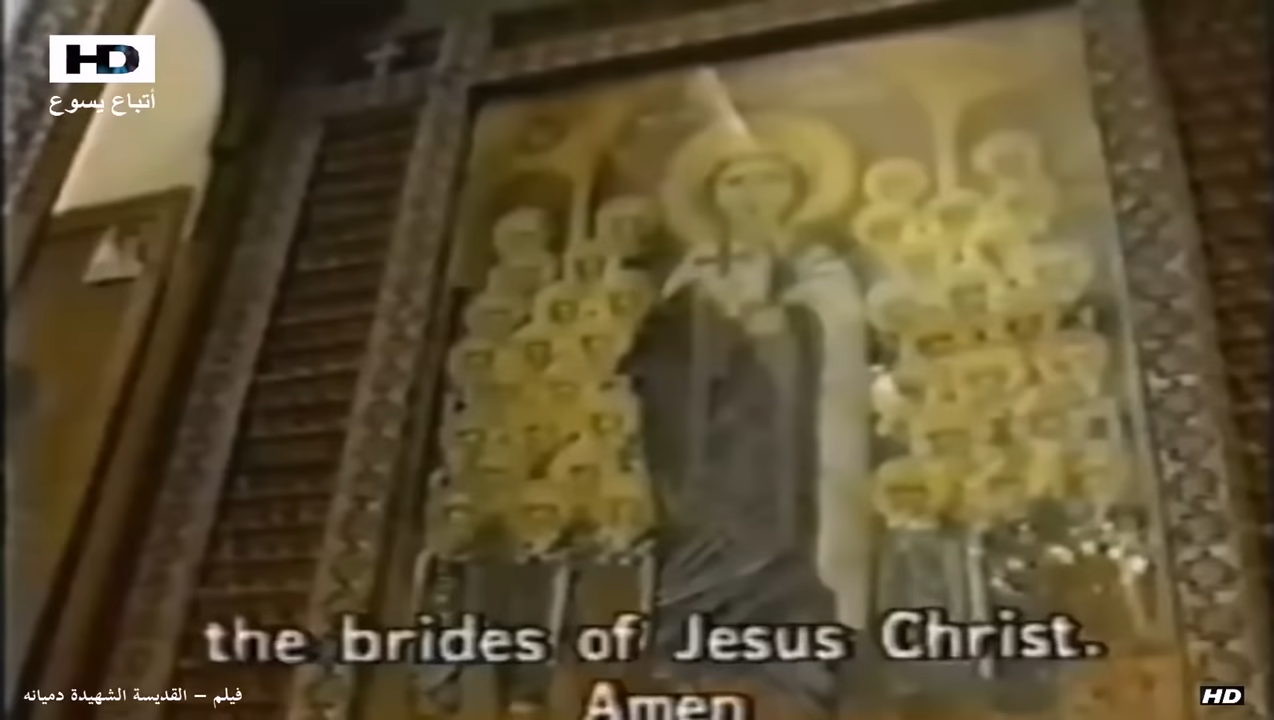 HD
أتباع يسوع
the brides of Jesus Christ.
Amen
فيلم – القديسة الشهيدة دميانه
HD